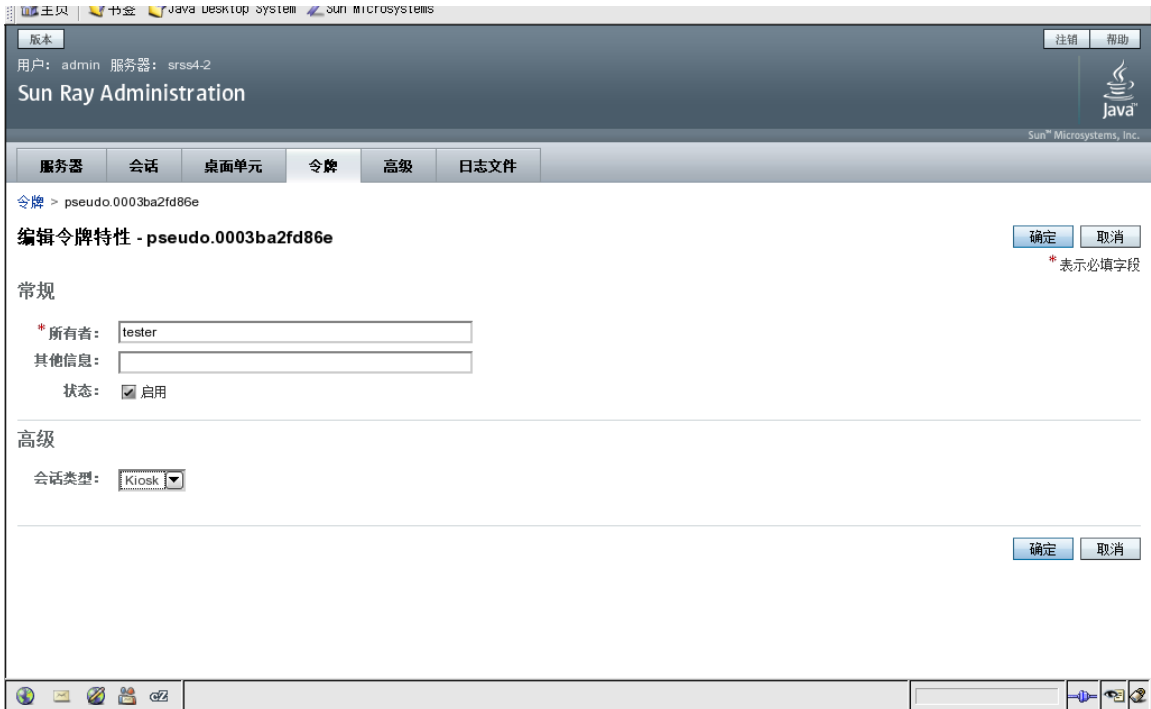 主页 书签 Java Desktop System Sun Microsystems
版本 注销 帮助
用户: admin 服务器: srss4-2
Sun Ray Administration
Java™
Sun™ Microsystems, Inc.
服务器 会话 桌面单元 令牌 高级 日志文件
令牌 > pseudo.0003ba2fd86e
编辑令牌特性 - pseudo.0003ba2fd86e 确定 取消
* 表示必填字段
常规
* 所有者: tester
其他信息:
状态: 启用
高级
会话类型: Kiosk
确定 取消